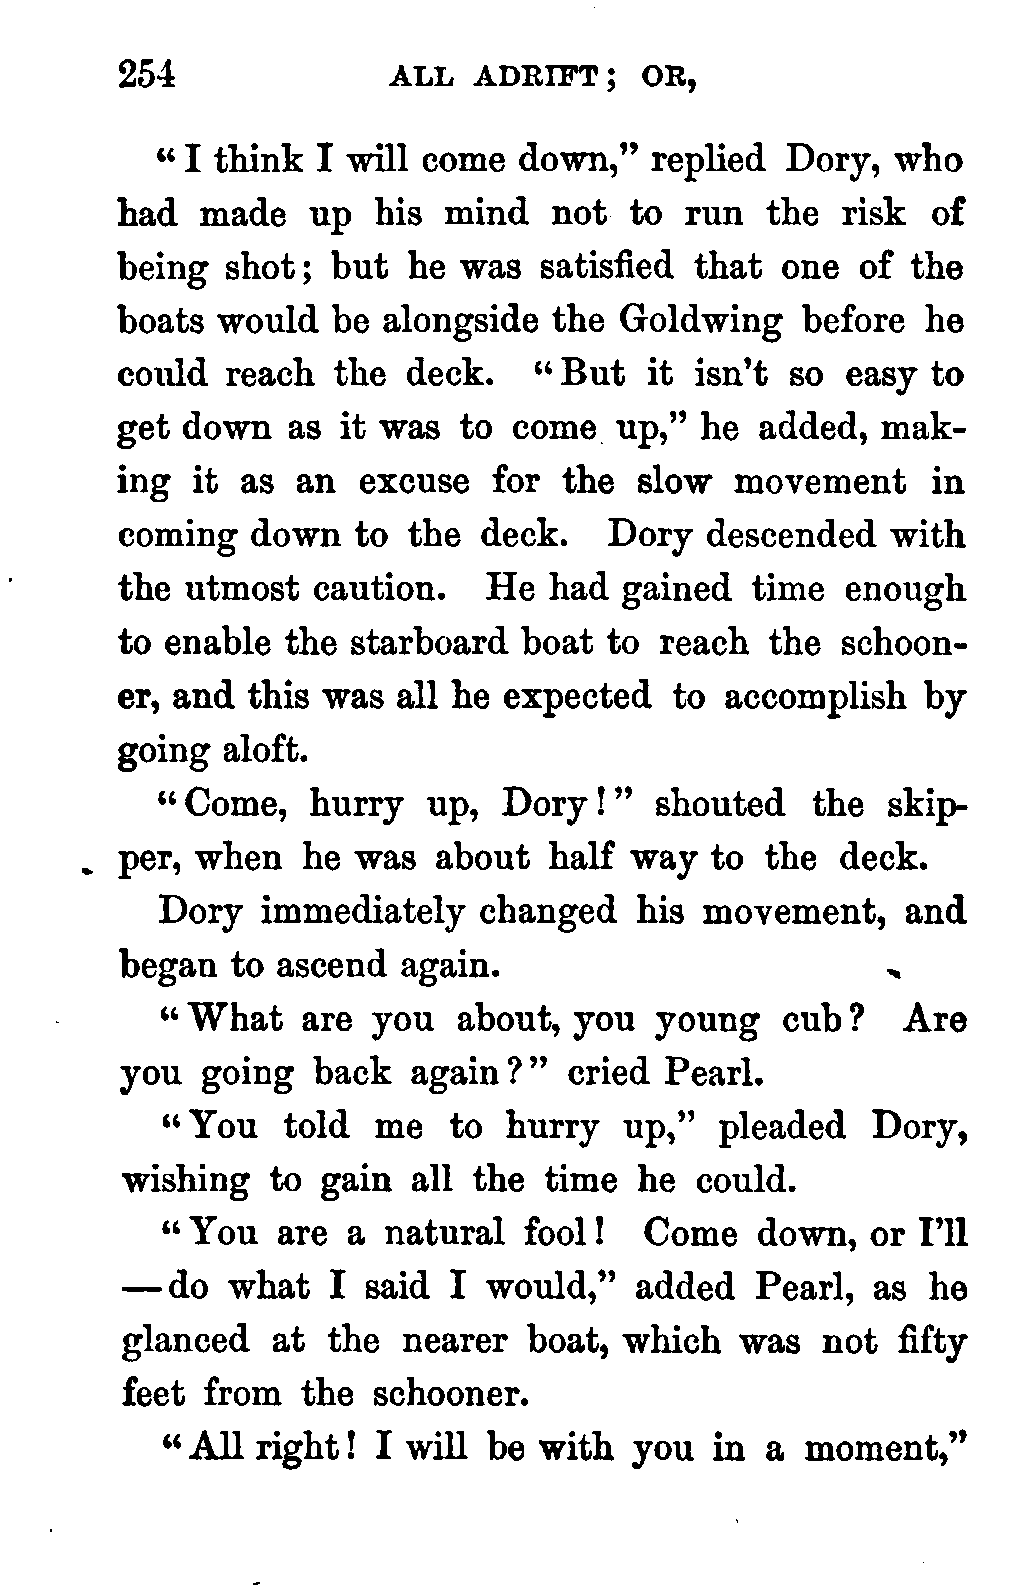 254 ALL ADRIFT; OR,
"I think I will come down," replied Dory, who
had made up his mind not to run the risk of
being shot; but he was satisfied that one of the
boats would be alongside the Goldwing before he
could reach the deck. "But it isn't so easy to
get down as it was to come up," he added, mak-
ing it as an excuse for the slow movement in
coming down to the deck. Dory descended with
the utmost caution. He had gained time enough
to enable the starboard boat to reach the schoon-
er, and this was all he expected to accomplish by
going aloft.
"Come, hurry up, Dory!" shouted the skip-
per, when he was about half way to the deck.
Dory immediately changed his movement, and
began to ascend again.
"What are you about, you young cub? Are
you going back again?" cried Pearl.
"You told me to hurry up," pleaded Dory,
wishing to gain all the time he could.
"You are a natural fool! Come down, or I'll
—do what I said I would," added Pearl, as he
glanced at the nearer boat, which was not fifty
feet from the schooner.
"All right! I will be with you in a moment,"